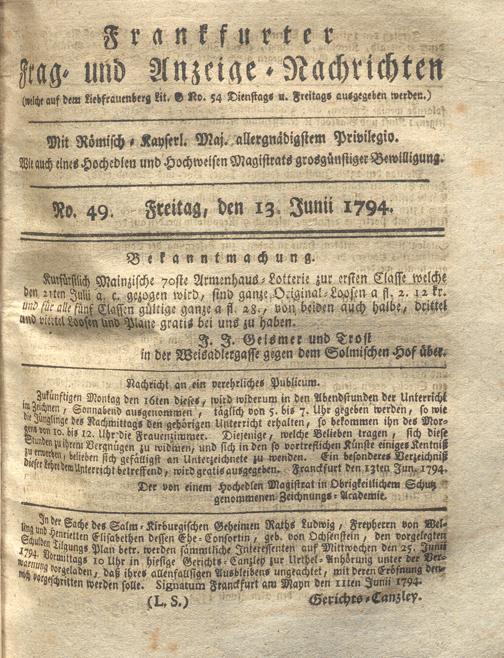 Frankfurter
Frag- und Anzeige-Nachrichten
(welche auf dem Liebfrauenberg Lit. G No. 54 Dienstags u. Freitags ausgegeben werden.)
Mit Römisch-Kayserl. Maj. allergnädigstem Privilegio.
Wie auch eines Hochedlen und Hochweisen Magistrats grosgünstiger Bewilligung.
No. 49. Freitag, den 13. Junii 1794.
Bekanntmachung.
Kurfürstlich Mainzische 70ste Armenhaus-Lotterie zur ersten Classe welche
den 21ten Julii a. c. gezogen wird, sind ganze Original-Loosen a fl. 2. 12 kr.
und für alle fünf Classen gültige ganze a fl. 28., von beiden auch halbe, drittel
und viertel Loosen und Plane gratis bei uns zu haben.
J. J. Geismer und Trost
in der Weisadlergasse gegen dem Solmischen Hof über.
Nachricht an ein verehrliches Publicum.
Zukünftigen Montag den 16ten dieses, wird widerum in den Abendstunden der Unterricht
im Zeichnen, Sonnabend ausgenommen, täglich von 5. bis 7. Uhr gegeben werden, so wie
die Jünglinge des Nachmittags den gehörigen Unterricht erhalten, so bekommen ihn des Mor-
gens von 10. bis 12. Uhr die Frauenzimmer. Diejenige, welche Belieben tragen, sich diese
Stunden zu ihrem Vergnügen zu widmen, und sich in den so vortreflichen Künste einiges Kentniß
zu erwerben, belieben sich gefälligst an Unterzeichnete zu wenden. Ein besonderes Verzeichniß
dieser Lehre den Unterricht betreffend, wird gratis ausgegeben. Frankfurt den 13ten Jun. 1794.
Der von einem Hochedlen Magistrat in Obrigkeitlichem Schutz
genommenen Zeichnungs-Academie.
In der Sache des Salm-Kirburgischen Geheimen Raths Ludwig, Freyherrn von Wel-
ling und Henrietten Elisabethen dessen Ehe-Consortin, geb. von Ochsenstein, den vorgelegten
Schulden Tilgungs Plan betr. werden sämmtliche Interessenten auf Mittwochen den 25. Junii
1794. Vormittags 10 Uhr in hiesige Gerichts-Canzley zur Urthel-Anhörung unter der Ver-
warnung vorgeladen, daß ihres allenfallsigen Ausbleibens ungeachtet, mit deren Eröfnung den-
noch vorgeschritten werden solle. Signatum Franckfurt am Mayn den 11ten Junii 1794.
(L. S.) Gerichts-Canzley.